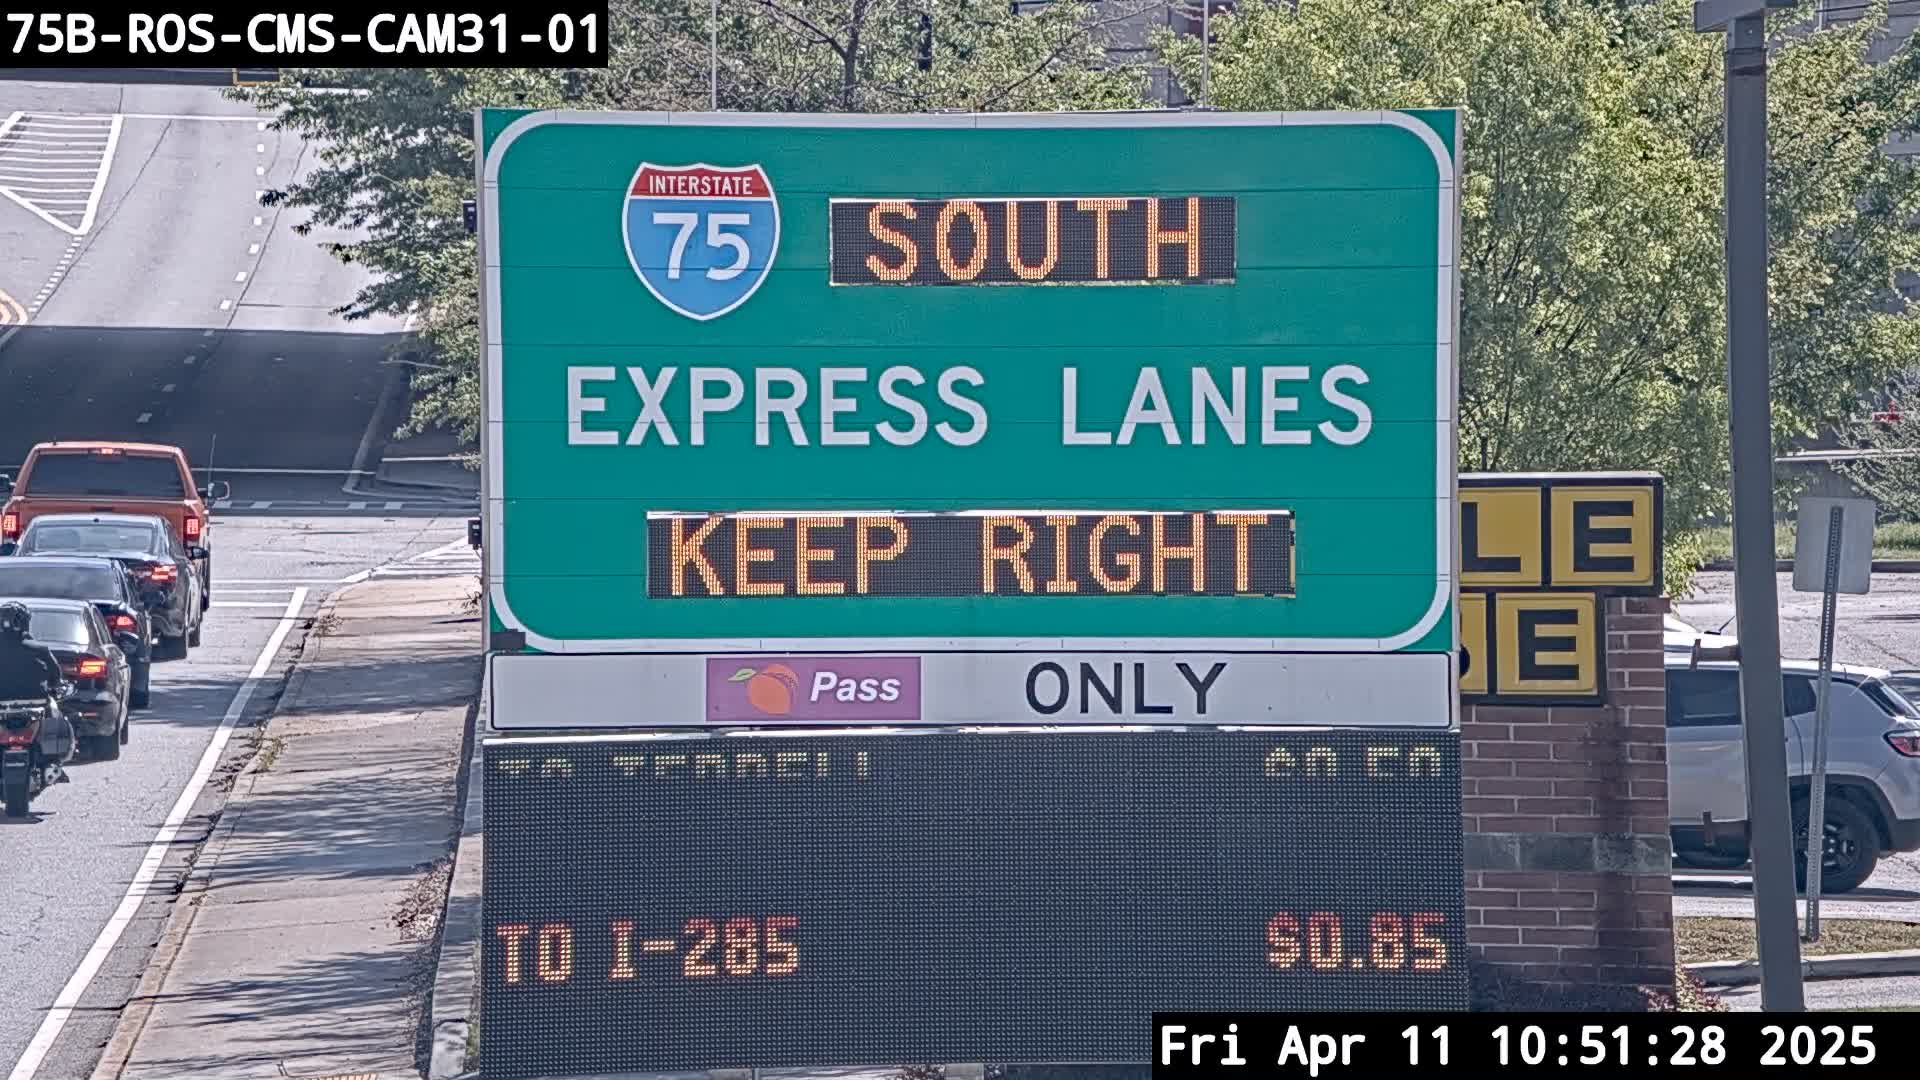 75B-ROS-CMS-CAM31-01
INTERSTATE
75
SOUTH
EXPRESS LANES
KEEP RIGHT
LE
E
Pass ONLY
TO I-285 $0.85
Fri Apr 11 10:51:28 2025